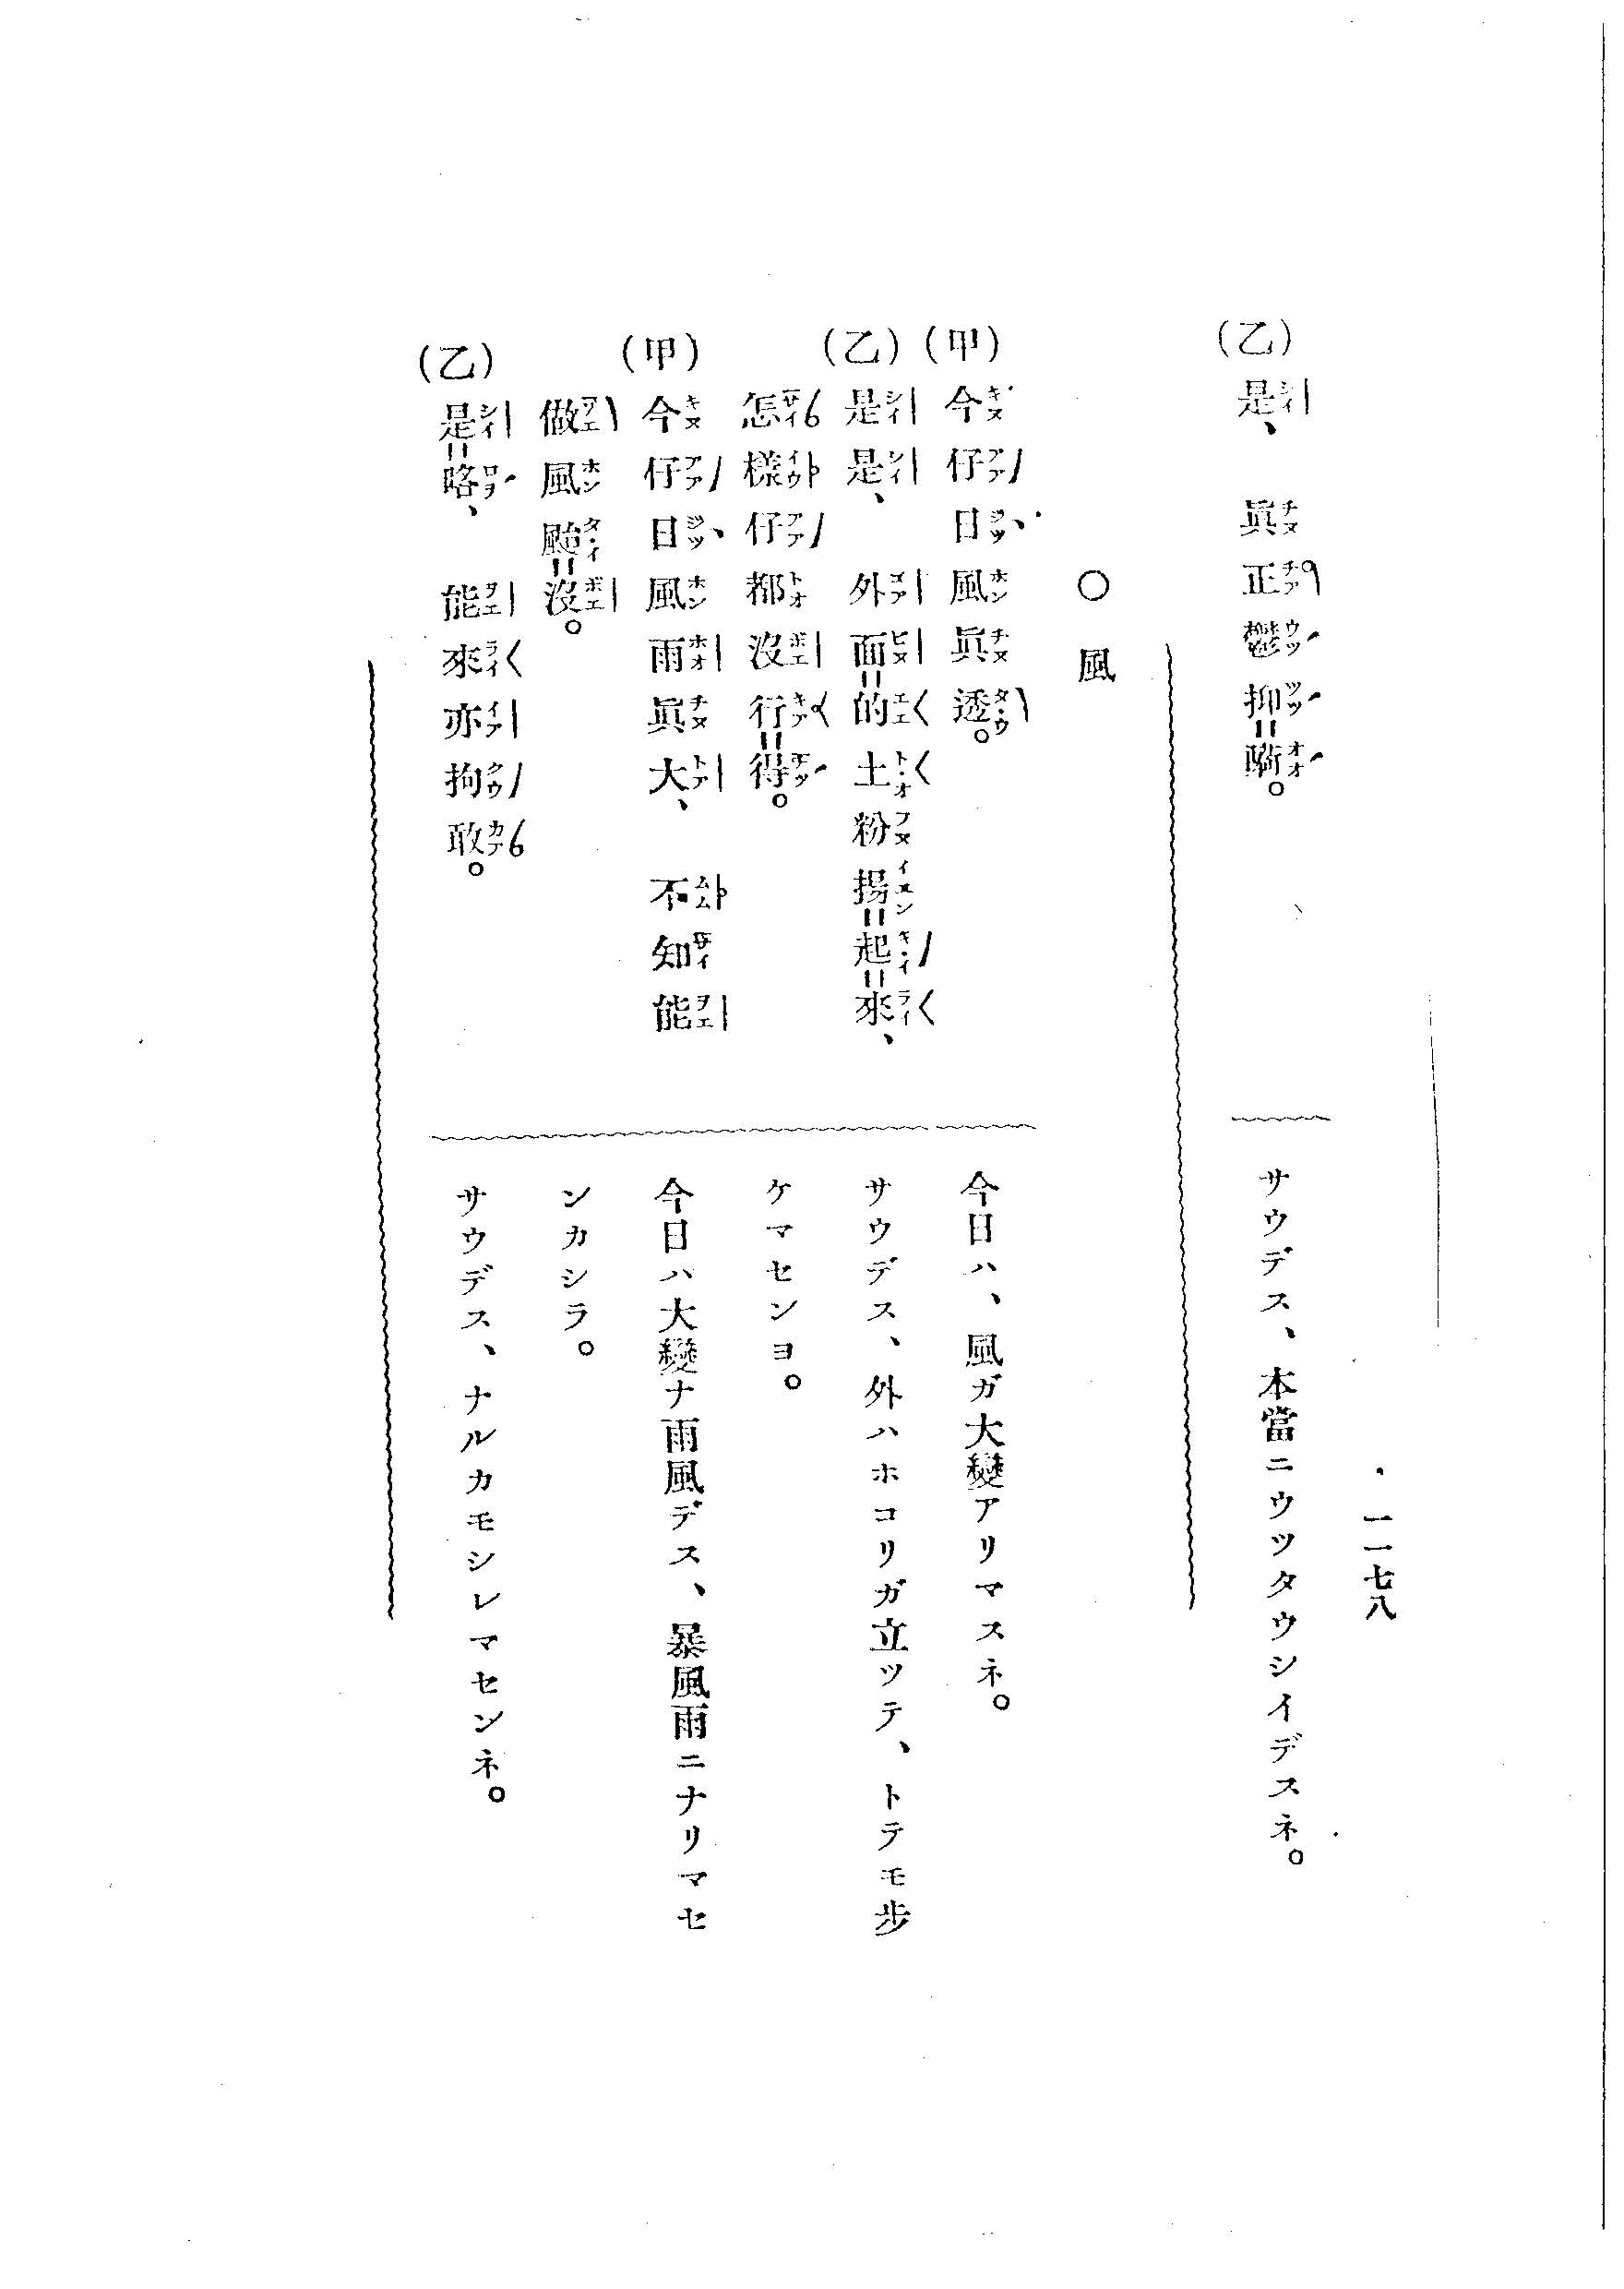 一一七八
(乙) 是、眞正鬱抑＝𩥭。
サウデス、本當ニウツタウシイデスネ。
〇風
(甲) 今仔日風眞透。
今日ハ、風ガ大變アリマスネ。
(乙) 是是、外面＝的土粉揚＝起＝來、
怎樣仔都沒行＝得。
サウデス、外ハホコリガ立ツテ、トテモ歩
ケマセンヨ。
(甲) 今仔日風雨眞大、不知能
做風颱＝沒。
今日ハ大變ナ雨風デス、暴風雨ニナリマセ
ンカシラ。
(乙) 是＝咯、能來亦拘敢。
サウデス、ナルカモシレマセンネ。